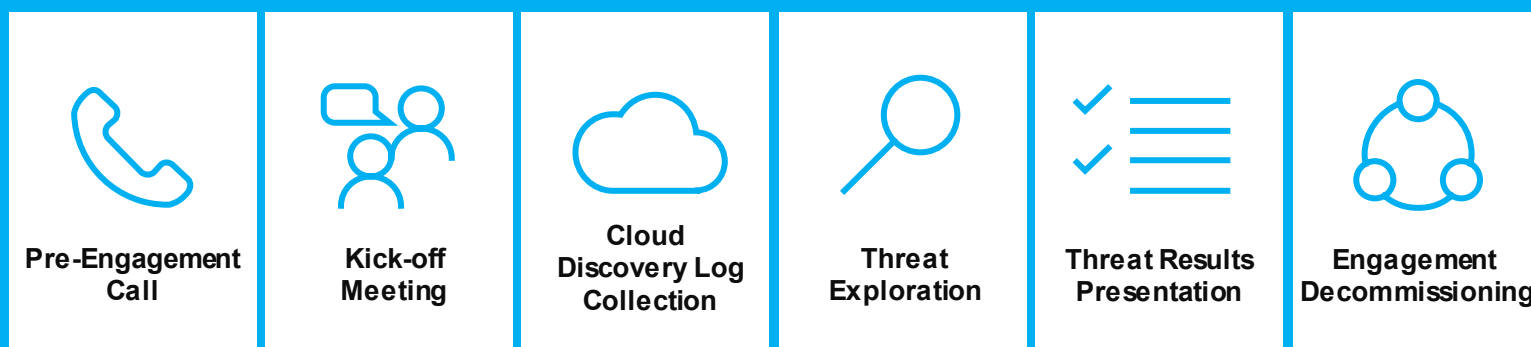 Pre-Engagement
Call
Kick-off
Meeting
Cloud
Discovery Log
Collection
Threat
Exploration
Threat Results
Presentation
Engagement
Decommissioning